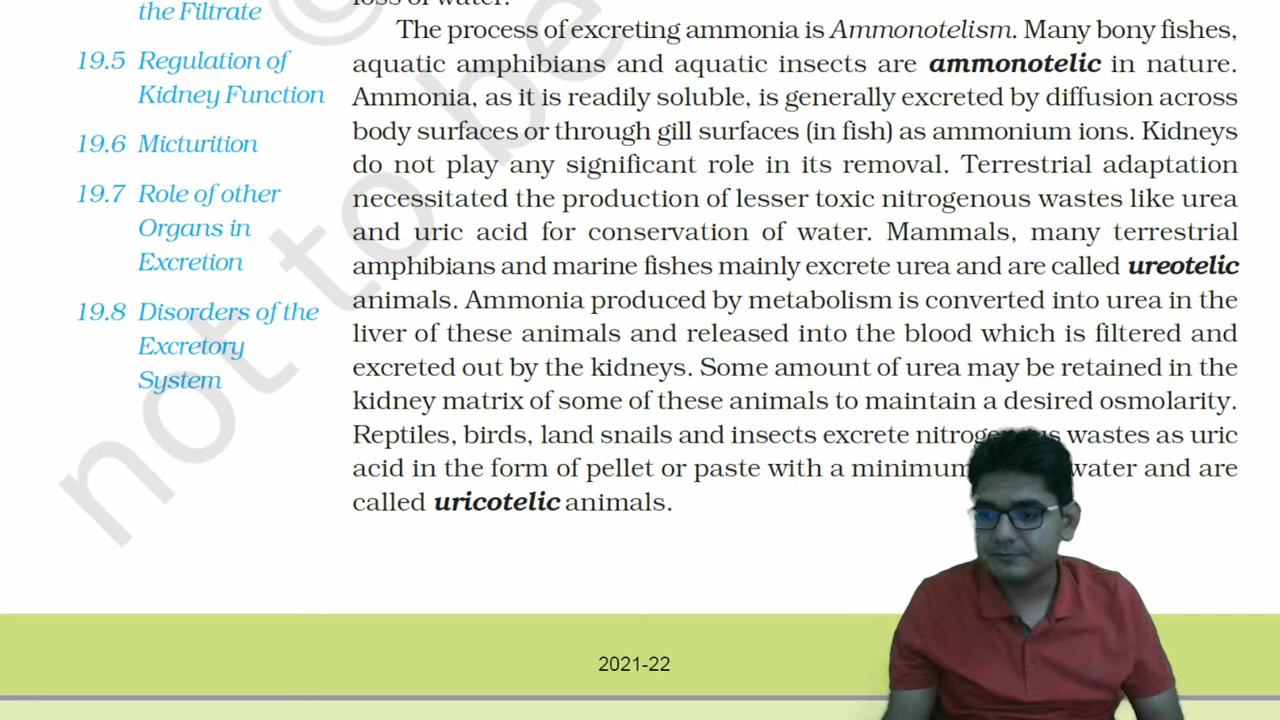 the Filtrate
19.5 Regulation of
Kidney Function
19.6 Micturition
19.7 Role of other
Organs in
Excretion
19.8 Disorders of the
Excretory
System
loss of water.
The process of excreting ammonia is Ammonotelism. Many bony fishes,
aquatic amphibians and aquatic insects are ammonotelic in nature.
Ammonia, as it is readily soluble, is generally excreted by diffusion across
body surfaces or through gill surfaces (in fish) as ammonium ions. Kidneys
do not play any significant role in its removal. Terrestrial adaptation
necessitated the production of lesser toxic nitrogenous wastes like urea
and uric acid for conservation of water. Mammals, many terrestrial
amphibians and marine fishes mainly excrete urea and are called ureotelic
animals. Ammonia produced by metabolism is converted into urea in the
liver of these animals and released into the blood which is filtered and
excreted out by the kidneys. Some amount of urea may be retained in the
kidney matrix of some of these animals to maintain a desired osmolarity.
Reptiles, birds, land snails and insects excrete nitrogenous wastes as uric
acid in the form of pellet or paste with a minimum water and are
called uricotelic animals.
not to be
2021-22